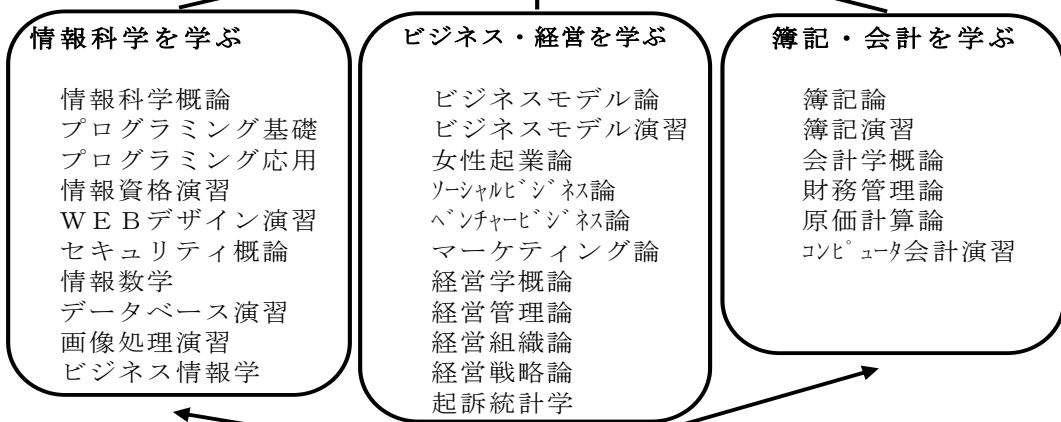 情報科学を学ぶ
情報科学概論
プログラミング基礎
プログラミング応用
情報資格演習
WEBデザイン演習
セキュリティ概論
情報数学
データベース演習
画像処理演習
ビジネス情報学
ビジネス・経営を学ぶ
ビジネスモデル論
ビジネスモデル演習
女性起業論
ソーシャルビジネス論
ベンチャービジネス論
マーケティング論
経営学概論
経営管理論
経営組織論
経営戦略論
起訴統計学
簿記・会計を学ぶ
簿記論
簿記演習
会計学概論
財務管理論
原価計算論
コンピュータ会計演習